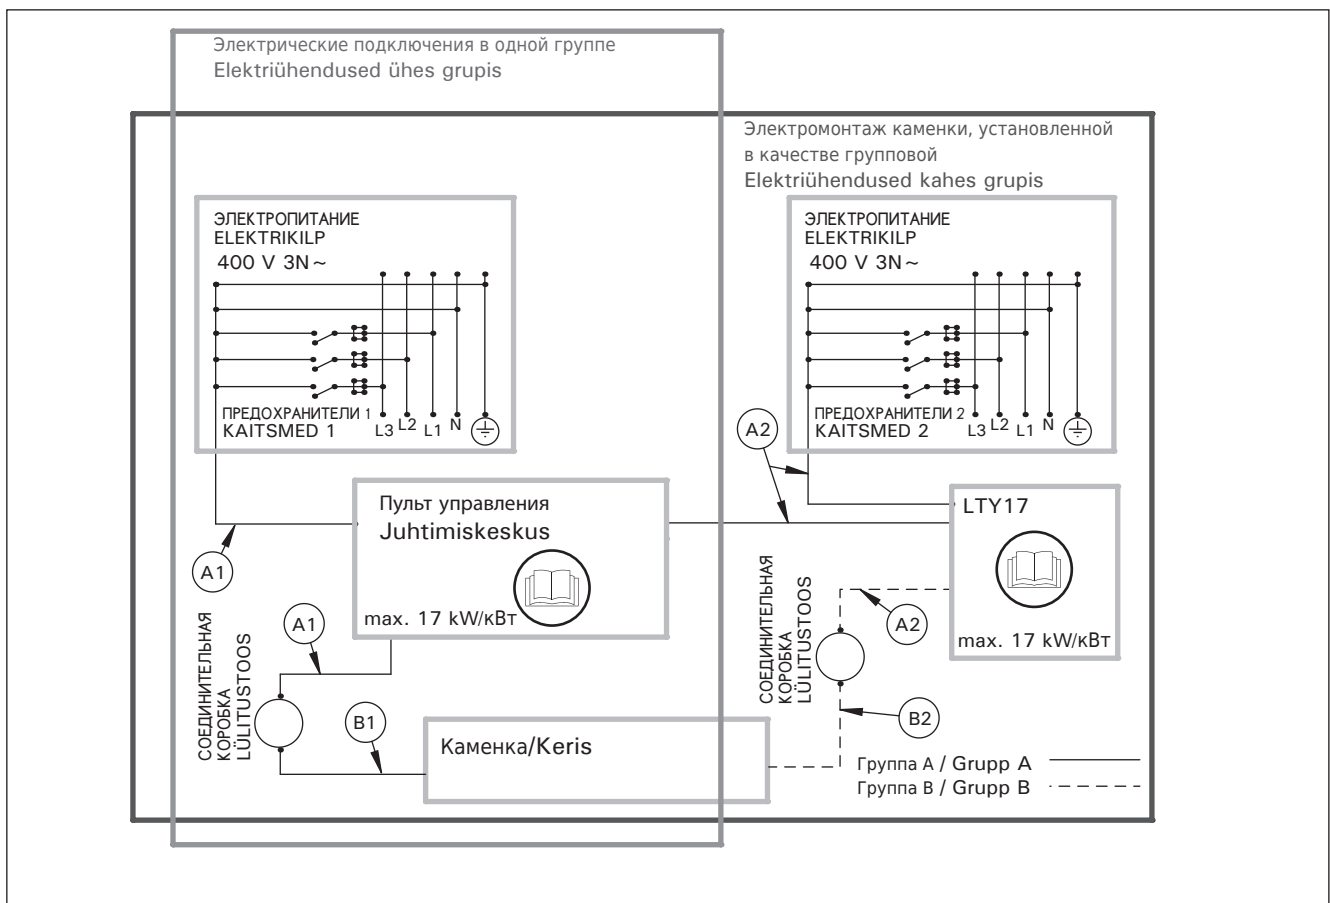 Электрические подключения в одной группе
Elektriühendused ühes grupis
Электромонтаж каменки, установленной
в качестве групповой
Elektriühendused kahes grupis
ЭЛЕКТРОПИТАНИЕ
ELEKTRIKILP
400 V 3N~
ПРЕДОХРАНИТЕЛИ 1
KAITSMED 1
L3 L2 L1 N
ЭЛЕКТРОПИТАНИЕ
ELEKTRIKILP
400 V 3N~
ПРЕДОХРАНИТЕЛИ 2
KAITSMED 2
L3 L2 L1 N
A2
Пульт управления
Juhtimiskeskus
max. 17 kW/кВт
LTY17
max. 17 kW/кВт
A1
A1
A2
СОЕДИНИТЕЛЬНАЯ
КОРОБКА
LÜLITUSTOOS
СОЕДИНИТЕЛЬНАЯ
КОРОБКА
LÜLITUSTOOS
B1
B2
Каменка/Keris
Группа A / Grupp A
Группа B / Grupp B